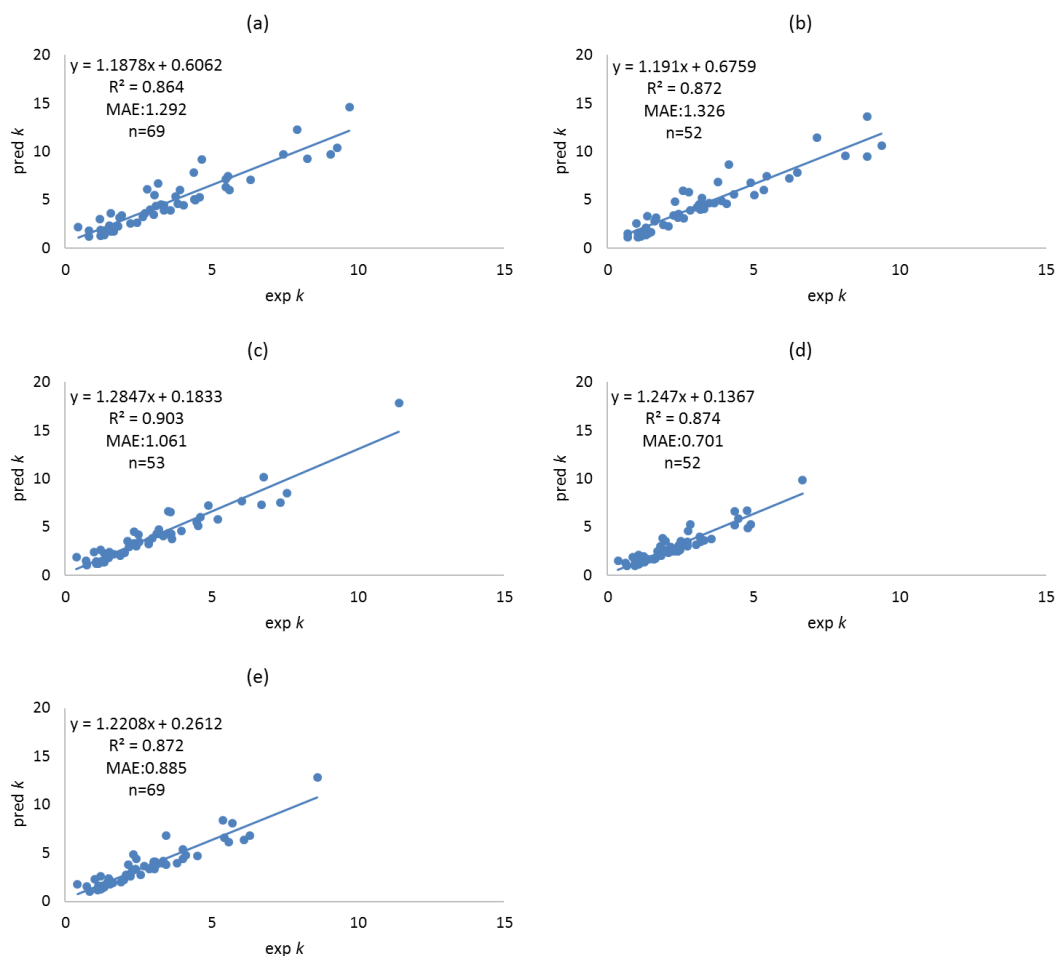 (a)
20
15
10
5
0
pred k
y = 1.1878x + 0.6062
R² = 0.864
MAE:1.292
n=69
0 5 10 15
exp k
(b)
20
15
10
5
0
pred k
y = 1.191x + 0.6759
R² = 0.872
MAE:1.326
n=52
0 5 10 15
exp k
(c)
20
15
10
5
0
pred k
y = 1.2847x + 0.1833
R² = 0.903
MAE:1.061
n=53
0 5 10 15
exp k
(d)
20
15
10
5
0
pred k
y = 1.247x + 0.1367
R² = 0.874
MAE:0.701
n=52
0 5 10 15
exp k
(e)
20
15
10
5
0
pred k
y = 1.2208x + 0.2612
R² = 0.872
MAE:0.885
n=69
0 5 10 15
exp k